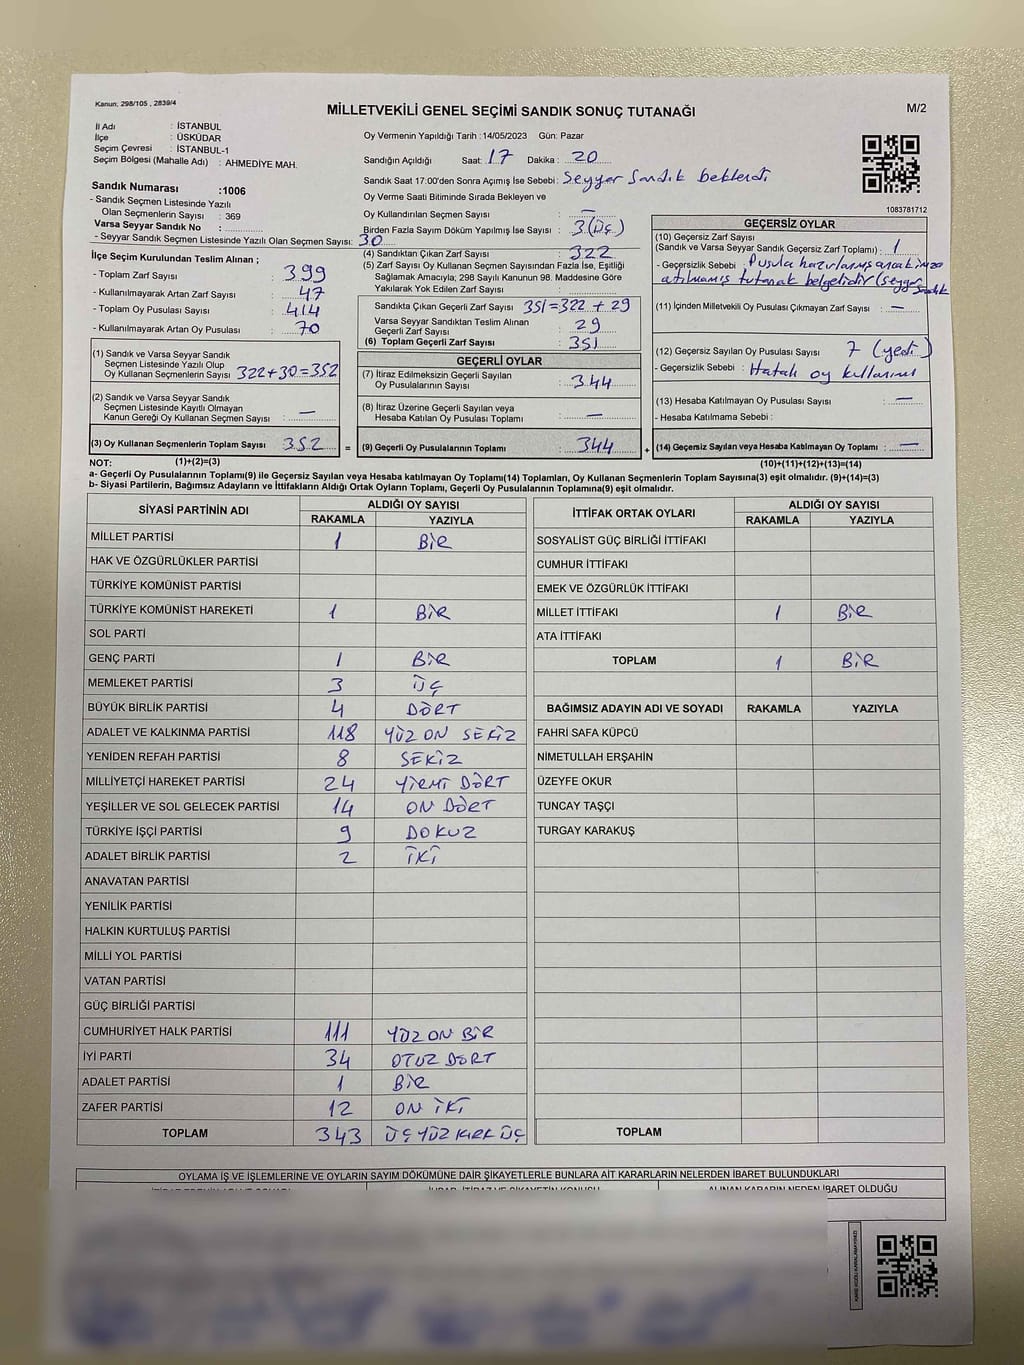 Kanun; 298/105 , 2839/4
MİLLETVEKİLİ GENEL SEÇİMİ SANDIK SONUÇ TUTANAĞI
M/2
İl Adı : İSTANBUL
İlçe : ÜSKÜDAR
Seçim Çevresi : İSTANBUL-1
Seçim Bölgesi (Mahalle Adı) : AHMEDİYE MAH.
Sandık Numarası :1006
- Sandık Seçmen Listesinde Yazılı
Olan Seçmenlerin Sayısı : 369
Varsa Seyyar Sandık No :
- Seyyar Sandık Seçmen Listesinde Yazılı Olan Seçmen Sayısı: 30
İlçe Seçim Kurulundan Teslim Alınan ;
- Toplam Zarf Sayısı : 399
- Kullanılmayarak Artan Zarf Sayısı : 47
- Toplam Oy Pusulası Sayısı : 414
- Kullanılmayarak Artan Oy Pusulası : 70
(1) Sandık ve Varsa Seyyar Sandık
Seçmen Listesinde Yazılı Olup
Oy Kullanan Seçmenlerin Sayısı : 322+30=352
(2) Sandık ve Varsa Seyyar Sandık
Seçmen Listesinde Kayıtlı Olmayan
Kanun Gereği Oy Kullanan Seçmen Sayısı : —
(3) Oy Kullanan Seçmenlerin Toplam Sayısı : 352 =
Oy Vermenin Yapıldığı Tarih : 14/05/2023 Gün: Pazar
Sandığın Açıldığı Saat: 17 Dakika : 20
Sandık Saat 17:00'den Sonra Açımış İse Sebebi : Seyyar Sandık beklendi
Oy Verme Saati Bitiminde Sırada Bekleyen ve
Oy Kullandırılan Seçmen Sayısı : —
Birden Fazla Sayım Döküm Yapılmış İse Sayısı : 3 (üç)
(4) Sandıktan Çıkan Zarf Sayısı : 322
(5) Zarf Sayısı Oy Kullanan Seçmen Sayısından Fazla İse, Eşitliği
Sağlamak Amacıyla; 298 Sayılı Kanunun 98. Maddesine Göre
Yakılarak Yok Edilen Zarf Sayısı :
Sandıkta Çıkan Geçerli Zarf Sayısı 351=322 + 29
Varsa Seyyar Sandıktan Teslim Alınan
Geçerli Zarf Sayısı : 29
(6) Toplam Geçerli Zarf Sayısı : 351
GEÇERLİ OYLAR
(7) İtiraz Edilmeksizin Geçerli Sayılan
Oy Pusulalarının Sayısı : 344
(8) İtiraz Üzerine Geçerli Sayılan veya
Hesaba Katılan Oy Pusulası Toplamı : —
(9) Geçerli Oy Pusulalarının Toplamı : 344 +
1083781712
GEÇERSİZ OYLAR
(10) Geçersiz Zarf Sayısı
(Sandık ve Varsa Seyyar Sandık Geçersiz Zarf Toplamı) : 1
- Geçersizlik Sebebi : Pusula hazırlanmış ancak imza
atılmamış tutanak belgelidir (seyyar Sandık
(11) İçinden Milletvekili Oy Pusulası Çıkmayan Zarf Sayısı : —
(12) Geçersiz Sayılan Oy Pusulası Sayısı : 7 (yedi)
- Geçersizlik Sebebi : Hatalı oy kullanımı
(13) Hesaba Katılmayan Oy Pusulası Sayısı : —
- Hesaba Katılmama Sebebi :
(14) Geçersiz Sayılan veya Hesaba Katılmayan Oy Toplamı : —
NOT: (1)+(2)=(3)
(10)+(11)+(12)+(13)=(14)
a- Geçerli Oy Pusulalarının Toplamı(9) ile Geçersiz Sayılan veya Hesaba katılmayan Oy Toplamı(14) Toplamları, Oy Kullanan Seçmenlerin Toplam Sayısına(3) eşit olmalıdır. (9)+(14)=(3)
b- Siyasi Partilerin, Bağımsız Adayların ve İttifakların Aldığı Ortak Oyların Toplamı, Geçerli Oy Pusulalarının Toplamına(9) eşit olmalıdır.
SİYASİ PARTİNİN ADI ALDIĞI OY SAYISI
RAKAMLA YAZIYLA
MİLLET PARTİSİ 1 BİR
HAK VE ÖZGÜRLÜKLER PARTİSİ
TÜRKİYE KOMÜNİST PARTİSİ
TÜRKİYE KOMÜNİST HAREKETİ 1 BİR
SOL PARTİ
GENÇ PARTİ 1 BİR
MEMLEKET PARTİSİ 3 ÜÇ
BÜYÜK BİRLİK PARTİSİ 4 DÖRT
ADALET VE KALKINMA PARTİSİ 118 YÜZ ON SEKİZ
YENİDEN REFAH PARTİSİ 8 SEKİZ
MİLLİYETÇİ HAREKET PARTİSİ 24 YİRMİ DÖRT
YEŞİLLER VE SOL GELECEK PARTİSİ 14 ON DÖRT
TÜRKİYE İŞÇİ PARTİSİ 9 DOKUZ
ADALET BİRLİK PARTİSİ 2 İKİ
ANAVATAN PARTİSİ
YENİLİK PARTİSİ
HALKIN KURTULUŞ PARTİSİ
MİLLİ YOL PARTİSİ
VATAN PARTİSİ
GÜÇ BİRLİĞİ PARTİSİ
CUMHURİYET HALK PARTİSİ 111 YÜZ ON BİR
İYİ PARTİ 34 OTUZ DÖRT
ADALET PARTİSİ 1 BİR
ZAFER PARTİSİ 12 ON İKİ
TOPLAM 343 ÜÇ YÜZ KIRK ÜÇ
İTTİFAK ORTAK OYLARI ALDIĞI OY SAYISI
RAKAMLA YAZIYLA
SOSYALİST GÜÇ BİRLİĞİ İTTİFAKI
CUMHUR İTTİFAKI
EMEK VE ÖZGÜRLÜK İTTİFAKI
MİLLET İTTİFAKI 1 BİR
ATA İTTİFAKI
TOPLAM 1 BİR
BAĞIMSIZ ADAYIN ADI VE SOYADI RAKAMLA YAZIYLA
FAHRİ SAFA KÜPCÜ
NİMETULLAH ERŞAHİN
ÜZEYFE OKUR
TUNCAY TAŞÇI
TURGAY KARAKUŞ
TOPLAM
OYLAMA İŞ VE İŞLEMLERİNE VE OYLARIN SAYIM DÖKÜMÜNE DAİR ŞİKAYETLERLE BUNLARA AİT KARARLARIN NELERDEN İBARET BULUNDUKLARI
ALINAN KARARIN NEDEN İBARET OLDUĞU